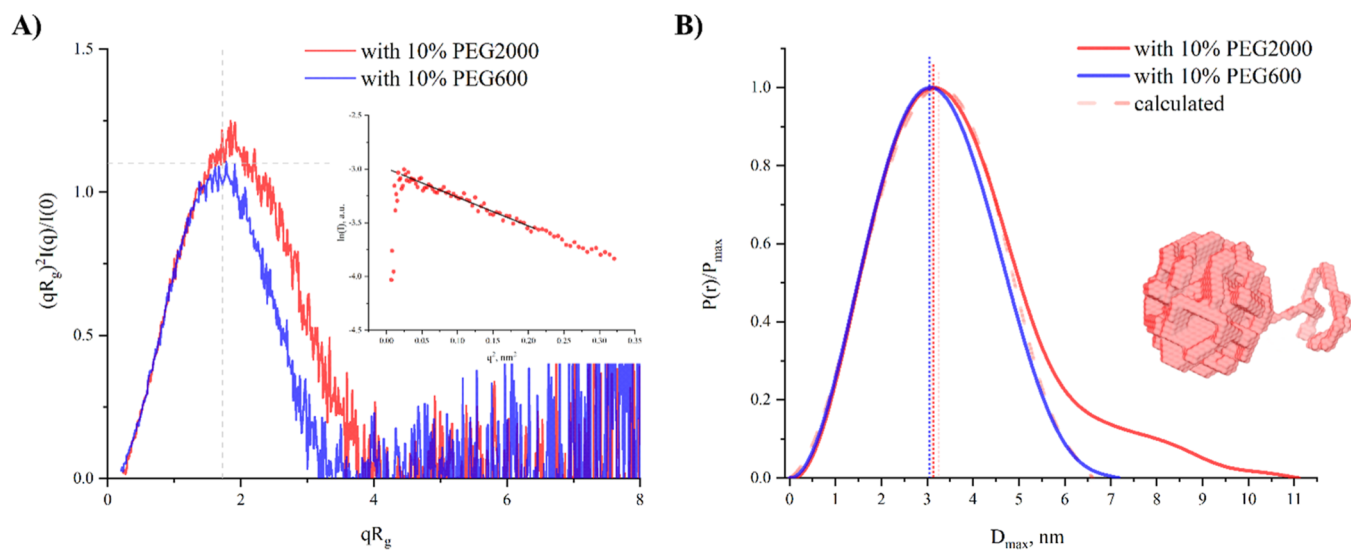 A)
with 10% PEG2000
with 10% PEG600
1.5
1.0
0.5
0.0
(qRg)²I(q)/I(0)
0 2 4 6 8
qRg
-2,5
-3,0
-3.5
-4,0
-4,5
ln(I), a.u.
0.00 0.05 0.10 0.15 0.20 0.25 0.30 0.35
q², nm²
B)
with 10% PEG2000
with 10% PEG600
calculated
1.0
0.8
0.6
0.4
0.2
0.0
P(r)/Pmax
0 1 2 3 4 5 6 7 8 9 10 11
Dmax, nm